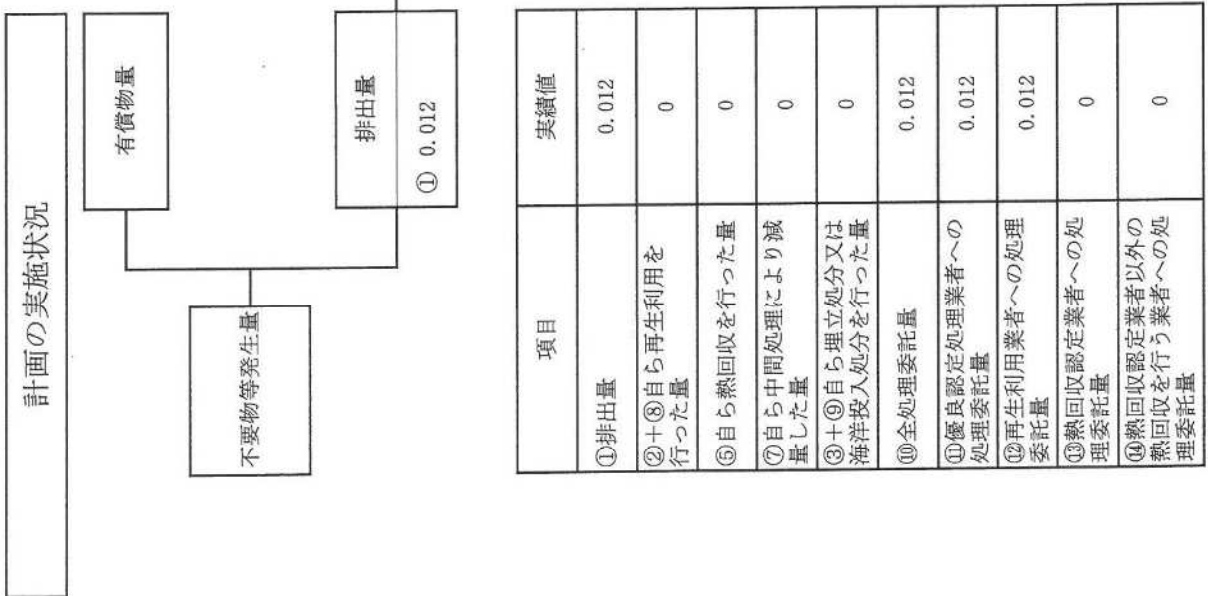 計画の実施状況
有償物量
不要物等発生量
排出量
① 0.012
項目 実績値
①排出量 0.012
②＋⑧自ら再生利用を
行った量 0
⑤自ら熱回収を行った量 0
⑦自ら中間処理により減
量した量 0
③＋⑨自ら埋立処分又は
海洋投入処分を行った量 0
⑩全処理委託量 0.012
⑪優良認定処理業者への
処理委託量 0.012
⑫再生利用業者への処理
委託量 0.012
⑬熱回収認定業者への処
理委託量 0
⑭熱回収認定業者以外の
熱回収を行う業者への処
理委託量 0